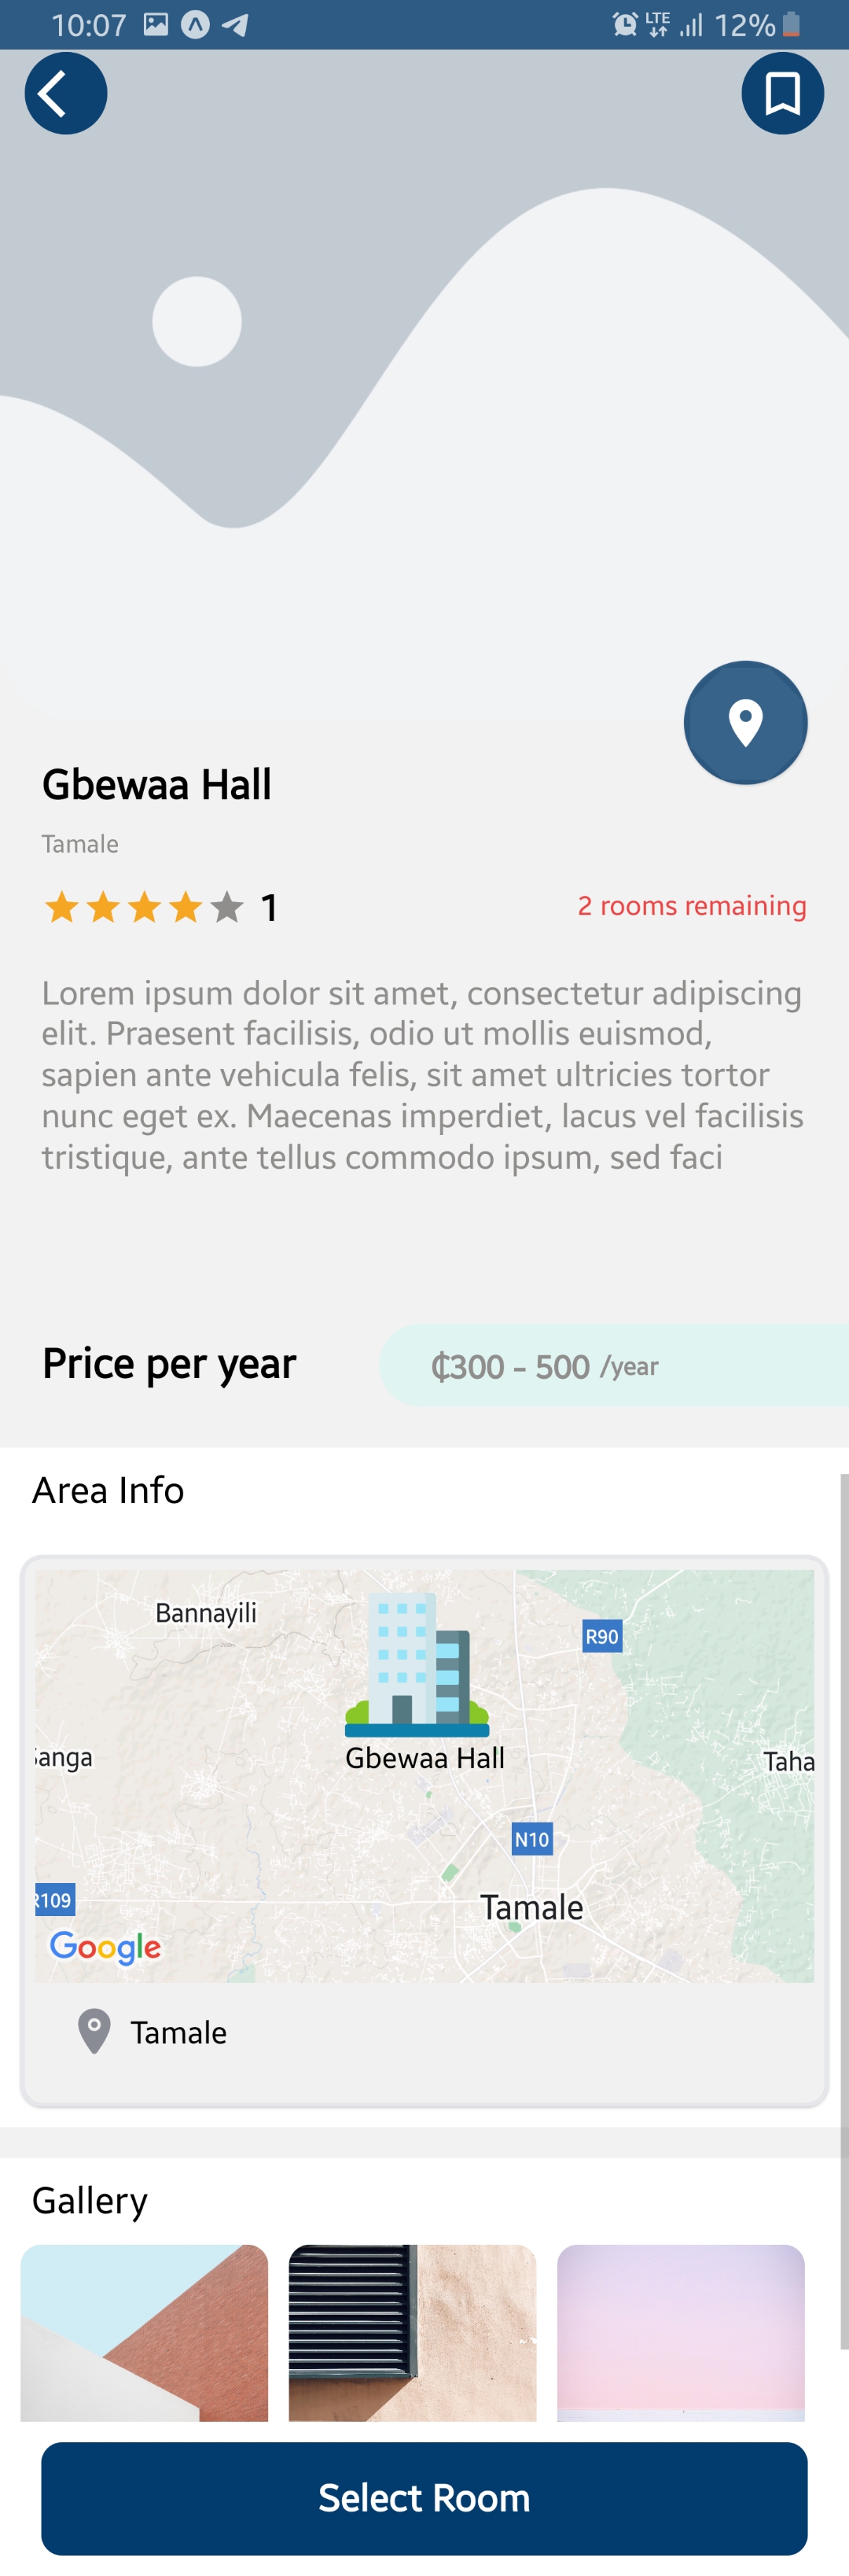 10:07
LTE
12%
Gbewaa Hall
Tamale
1
2 rooms remaining
Lorem ipsum dolor sit amet, consectetur adipiscing
elit. Praesent facilisis, odio ut mollis euismod,
sapien ante vehicula felis, sit amet ultricies tortor
nunc eget ex. Maecenas imperdiet, lacus vel facilisis
tristique, ante tellus commodo ipsum, sed faci
Price per year
₵300 - 500 /year
Area Info
Bannayili
R90
anga
Gbewaa Hall
Taha
N10
R109
Tamale
Google
Tamale
Gallery
Select Room